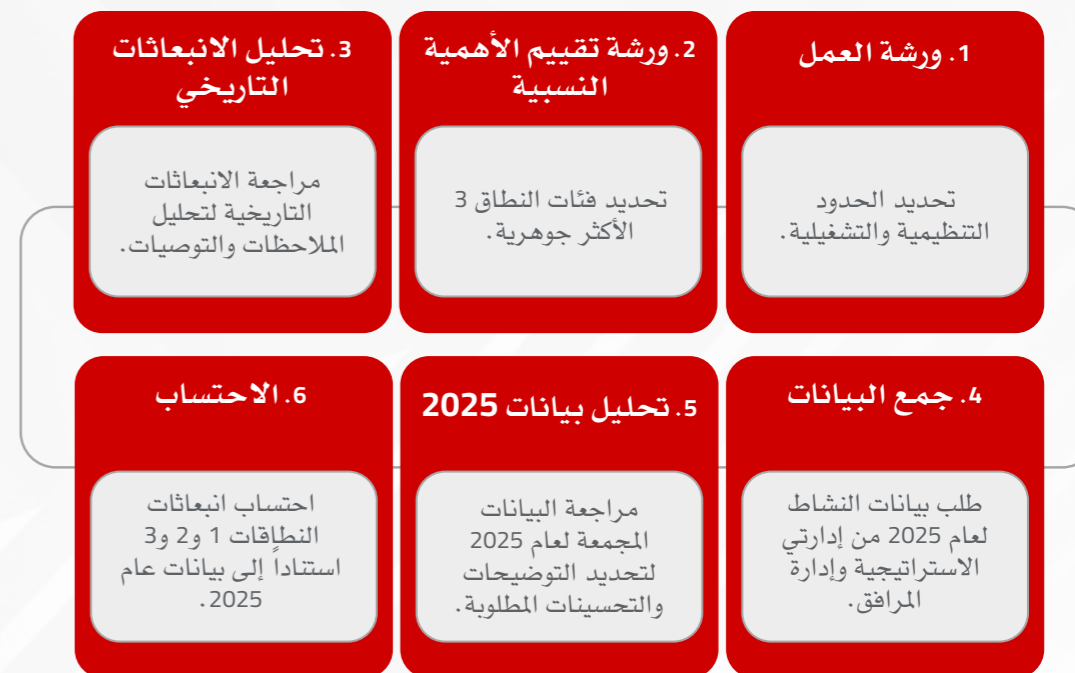 1. ورشة العمل
تحديد الحدود
التنظيمية والتشغيلية.
2. ورشة تقييم الأهمية
النسبية
تحديد فئات النطاق 3
الأكثر جوهرية.
3. تحليل الانبعاثات
التاريخي
مراجعة الانبعاثات
التاريخية لتحليل
الملاحظات والتوصيات.
4. جمع البيانات
طلب بيانات النشاط
لعام 2025 من إدارتي
الاستراتيجية وإدارة
المرافق.
5. تحليل بيانات 2025
مراجعة البيانات
المجمعة لعام 2025
لتحديد التوضيحات
والتحسينات المطلوبة.
6. الاحتساب
احتساب انبعاثات
النطاقات 1 و2 و3
استناداً إلى بيانات عام
2025.